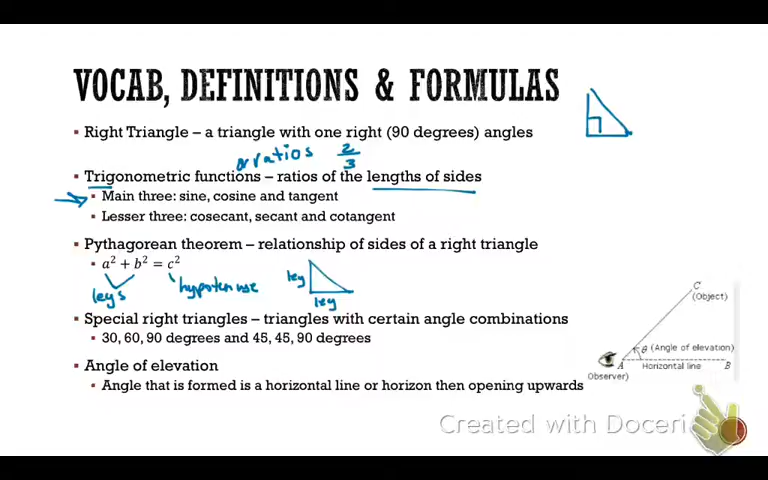 VOCAB, DEFINITIONS & FORMULAS
▪ Right Triangle – a triangle with one right (90 degrees) angles
or ratios 2/3
▪ Trigonometric functions – ratios of the lengths of sides
▪ Main three: sine, cosine and tangent
▪ Lesser three: cosecant, secant and cotangent
▪ Pythagorean theorem – relationship of sides of a right triangle
▪ a² + b² = c²
legs
hypotenuse
leg
leg
▪ Special right triangles – triangles with certain angle combinations
▪ 30, 60, 90 degrees and 45, 45, 90 degrees
▪ Angle of elevation
▪ Angle that is formed is a horizontal line or horizon then opening upwards
C
(Object)
θ (Angle of elevation)
A Horizontal line B
Observer)
Created with Doceri